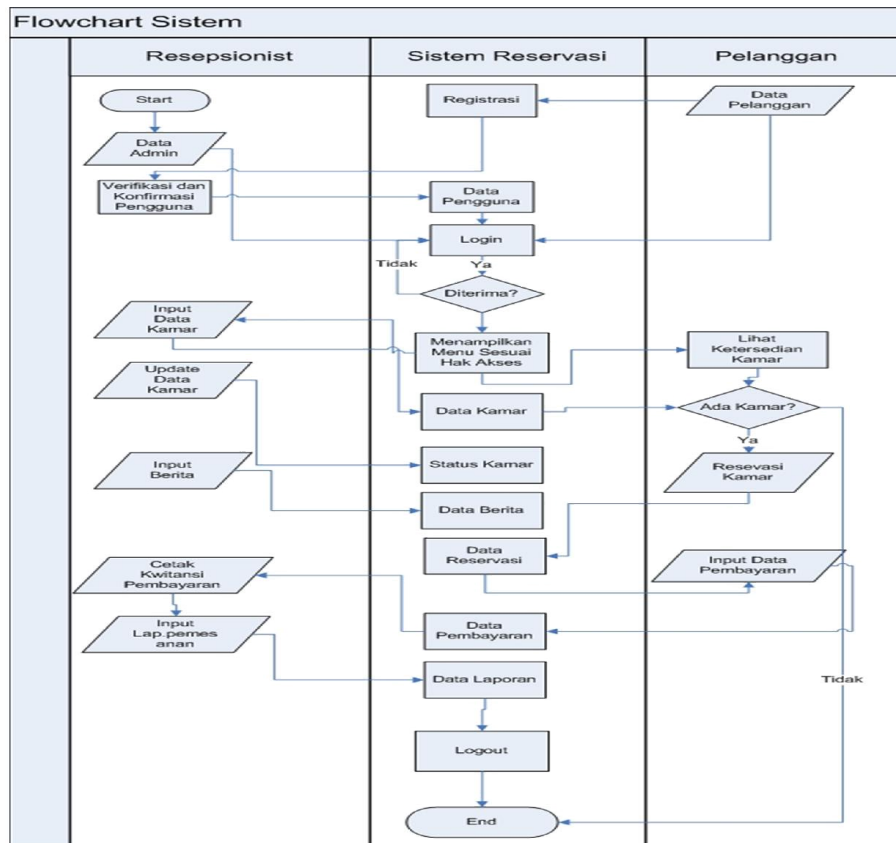 Flowchart Sistem
Resepsionist
Sistem Reservasi
Pelanggan
Start
Registrasi
Data
Pelanggan
Data
Admin
Verifikasi dan
Konfirmasi
Pengguna
Data
Pengguna
Login
Tidak
Ya
Diterima?
Input
Data
Kamar
Menampilkan
Menu Sesuai
Hak Akses
Lihat
Ketersedian
Kamar
Update
Data
Kamar
Data Kamar
Ada Kamar?
Ya
Status Kamar
Resevasi
Kamar
Input
Berita
Data Berita
Data
Reservasi
Input Data
Pembayaran
Cetak
Kwitansi
Pembayaran
Input
Lap.pemes
anan
Data
Pembayaran
Data Laporan
Tidak
Logout
End